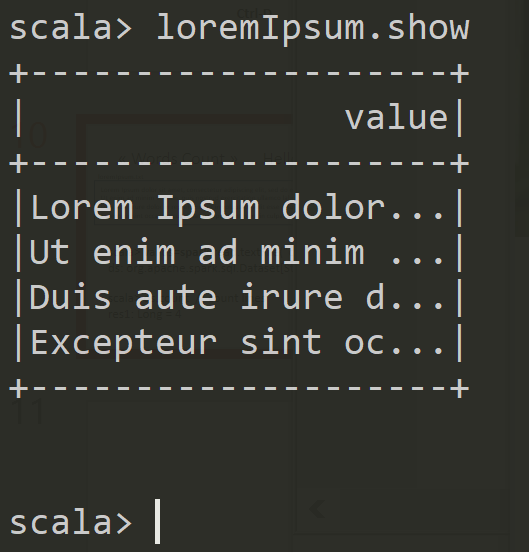 scala> loremIpsum.show
+--------------------+
|               value|
+--------------------+
|Lorem Ipsum dolor...|
|Ut enim ad minim ...|
|Duis aute irure d...|
|Excepteur sint oc...|
+--------------------+
scala>